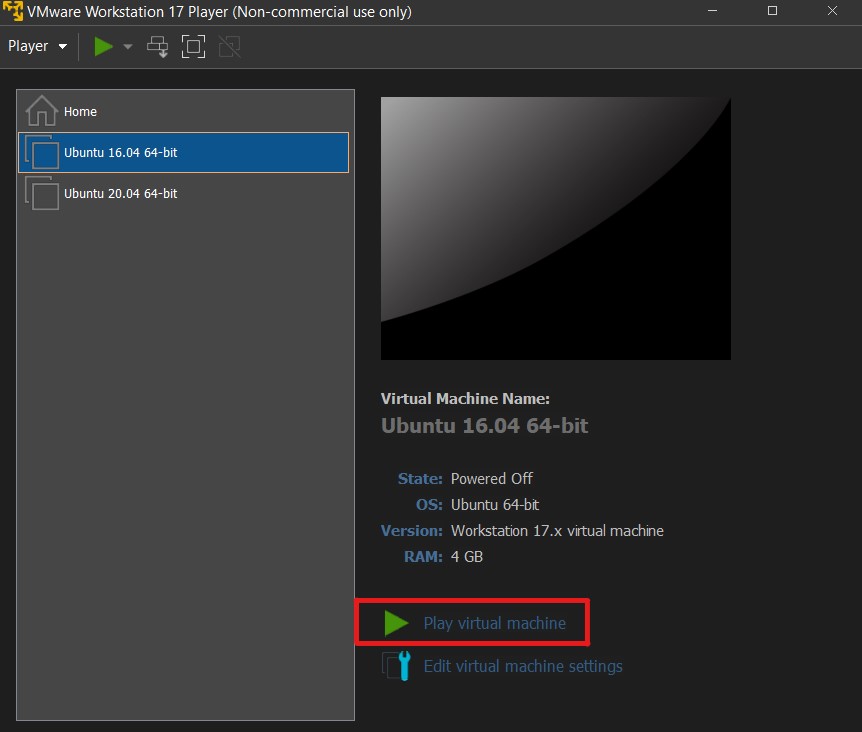 VMware Workstation 17 Player (Non-commercial use only)
Player
Home
Ubuntu 16.04 64-bit
Ubuntu 20.04 64-bit
Virtual Machine Name:
Ubuntu 16.04 64-bit
State: Powered Off
OS: Ubuntu 64-bit
Version: Workstation 17.x virtual machine
RAM: 4 GB
Play virtual machine
Edit virtual machine settings